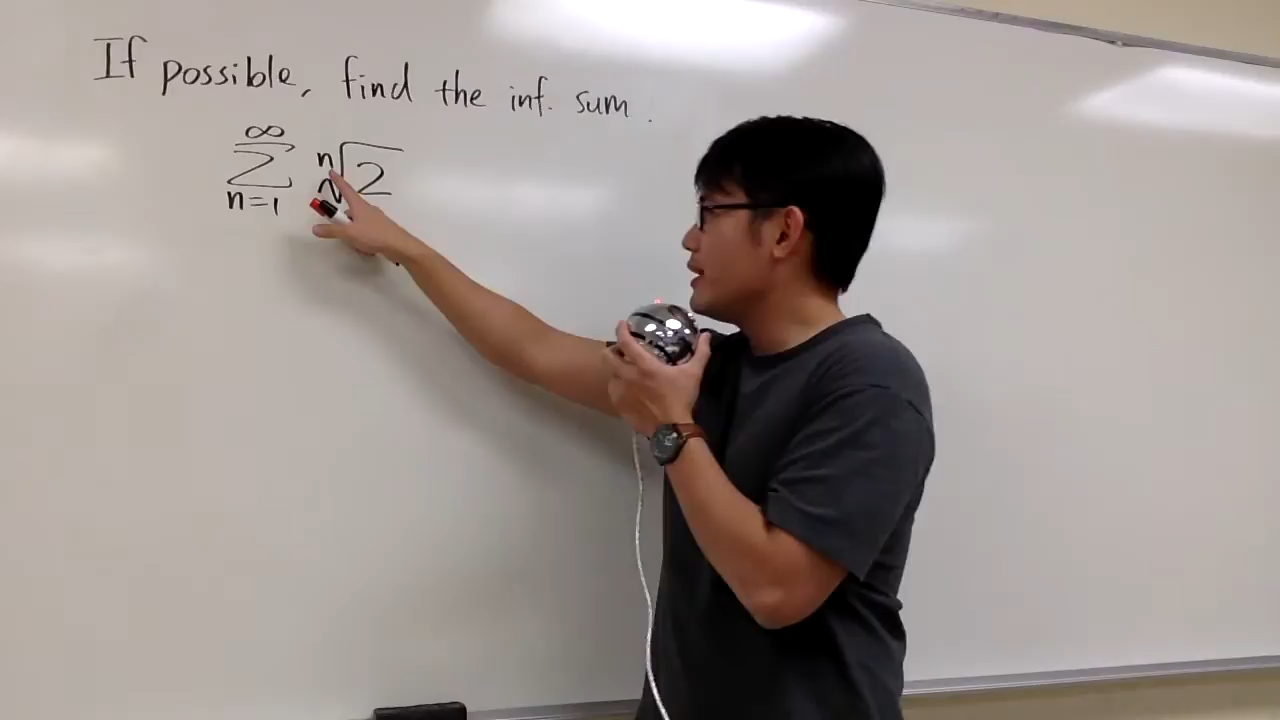 If possible, find the inf. sum.
∞
∑ ⁿ√2
n=1